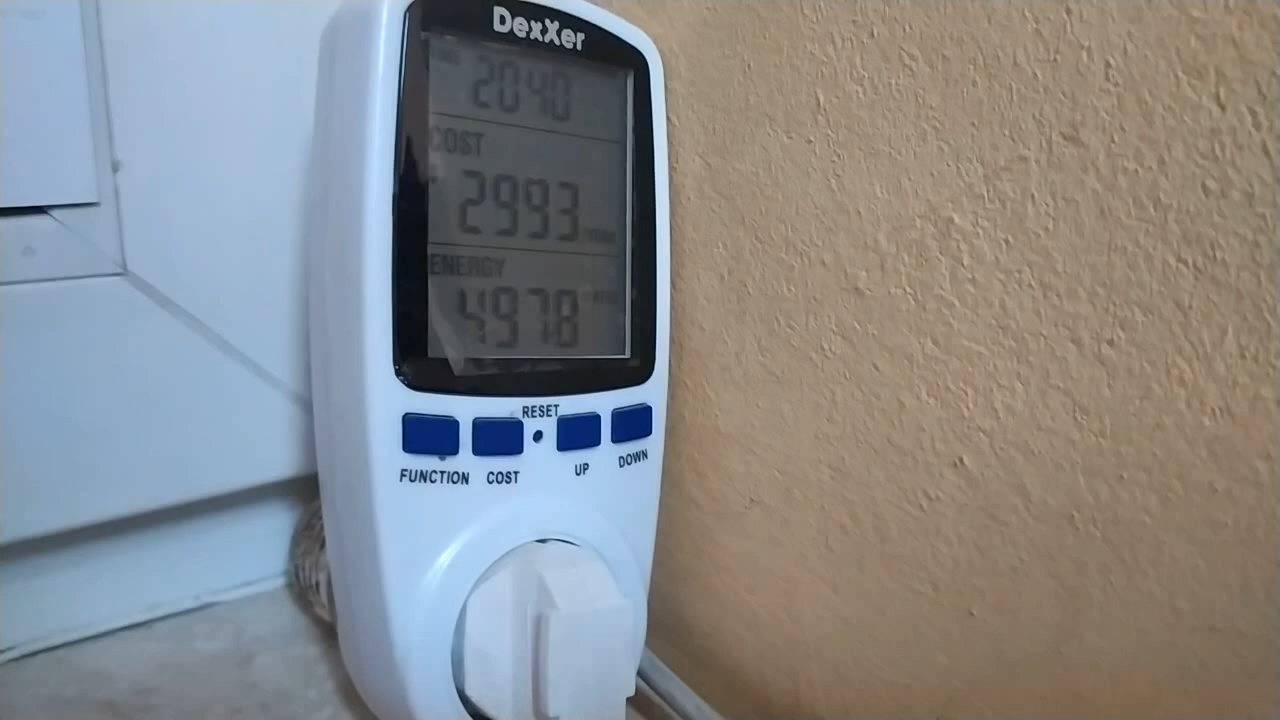 DexXer
2040
COST
2993
ENERGY
4978
RESET
FUNCTION COST UP DOWN